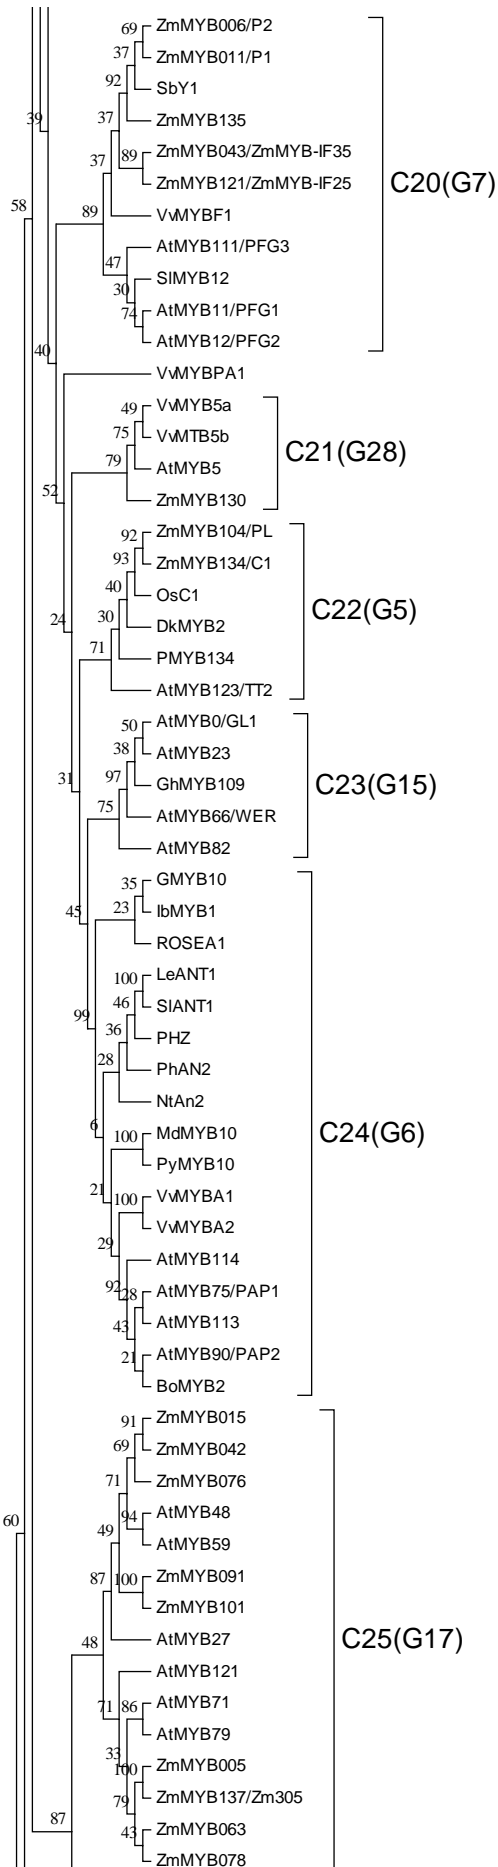 69 ZmMYB006/P2
37 ZmMYB011/P1
92 SbY1
37 ZmMYB135
39
37 89 ZmMYB043/ZmMYB-IF35
ZmMYB121/ZmMYB-IF25
C20(G7)
58 89 VvMYBF1
47 AtMYB111/PFG3
30 SlMYB12
74 AtMYB11/PFG1
40 AtMYB12/PFG2
VvMYBPA1
49 VvMYB5a
75 VvMTB5b
C21(G28)
79 AtMYB5
52 ZmMYB130
92 ZmMYB104/PL
93 ZmMYB134/C1
40 OsC1
C22(G5)
24 30 DkMYB2
71 PMYB134
AtMYB123/TT2
50 AtMYB0/GL1
38 AtMYB23
31 97 GhMYB109
C23(G15)
75 AtMYB66/WER
AtMYB82
35 GMYB10
45 23 IbMYB1
ROSEA1
100 LeANT1
99 46 SlANT1
36 PHZ
28 PhAN2
NtAn2
6 100 MdMYB10
C24(G6)
PyMYB10
21 100 VvMYBA1
VvMYBA2
29 AtMYB114
92 28 AtMYB75/PAP1
43 AtMYB113
21 AtMYB90/PAP2
BoMYB2
91 ZmMYB015
69 ZmMYB042
71 ZmMYB076
60 94 AtMYB48
49 AtMYB59
87 100 ZmMYB091
ZmMYB101
48 AtMYB27
C25(G17)
AtMYB121
71 86 AtMYB71
AtMYB79
33 100 ZmMYB005
79 ZmMYB137/Zm305
87 43 ZmMYB063
ZmMYB078